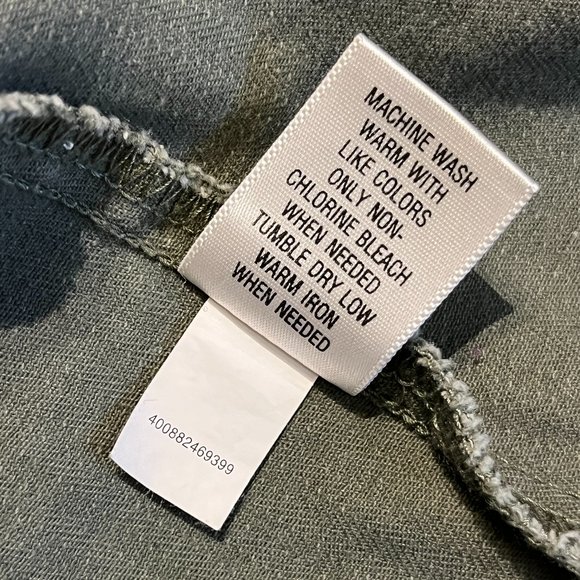 MACHINE WASH
WARM WITH
LIKE COLORS
ONLY NON-
CHLORINE BLEACH
WHEN NEEDED
TUMBLE DRY LOW
WARM IRON
WHEN NEEDED
400882469399